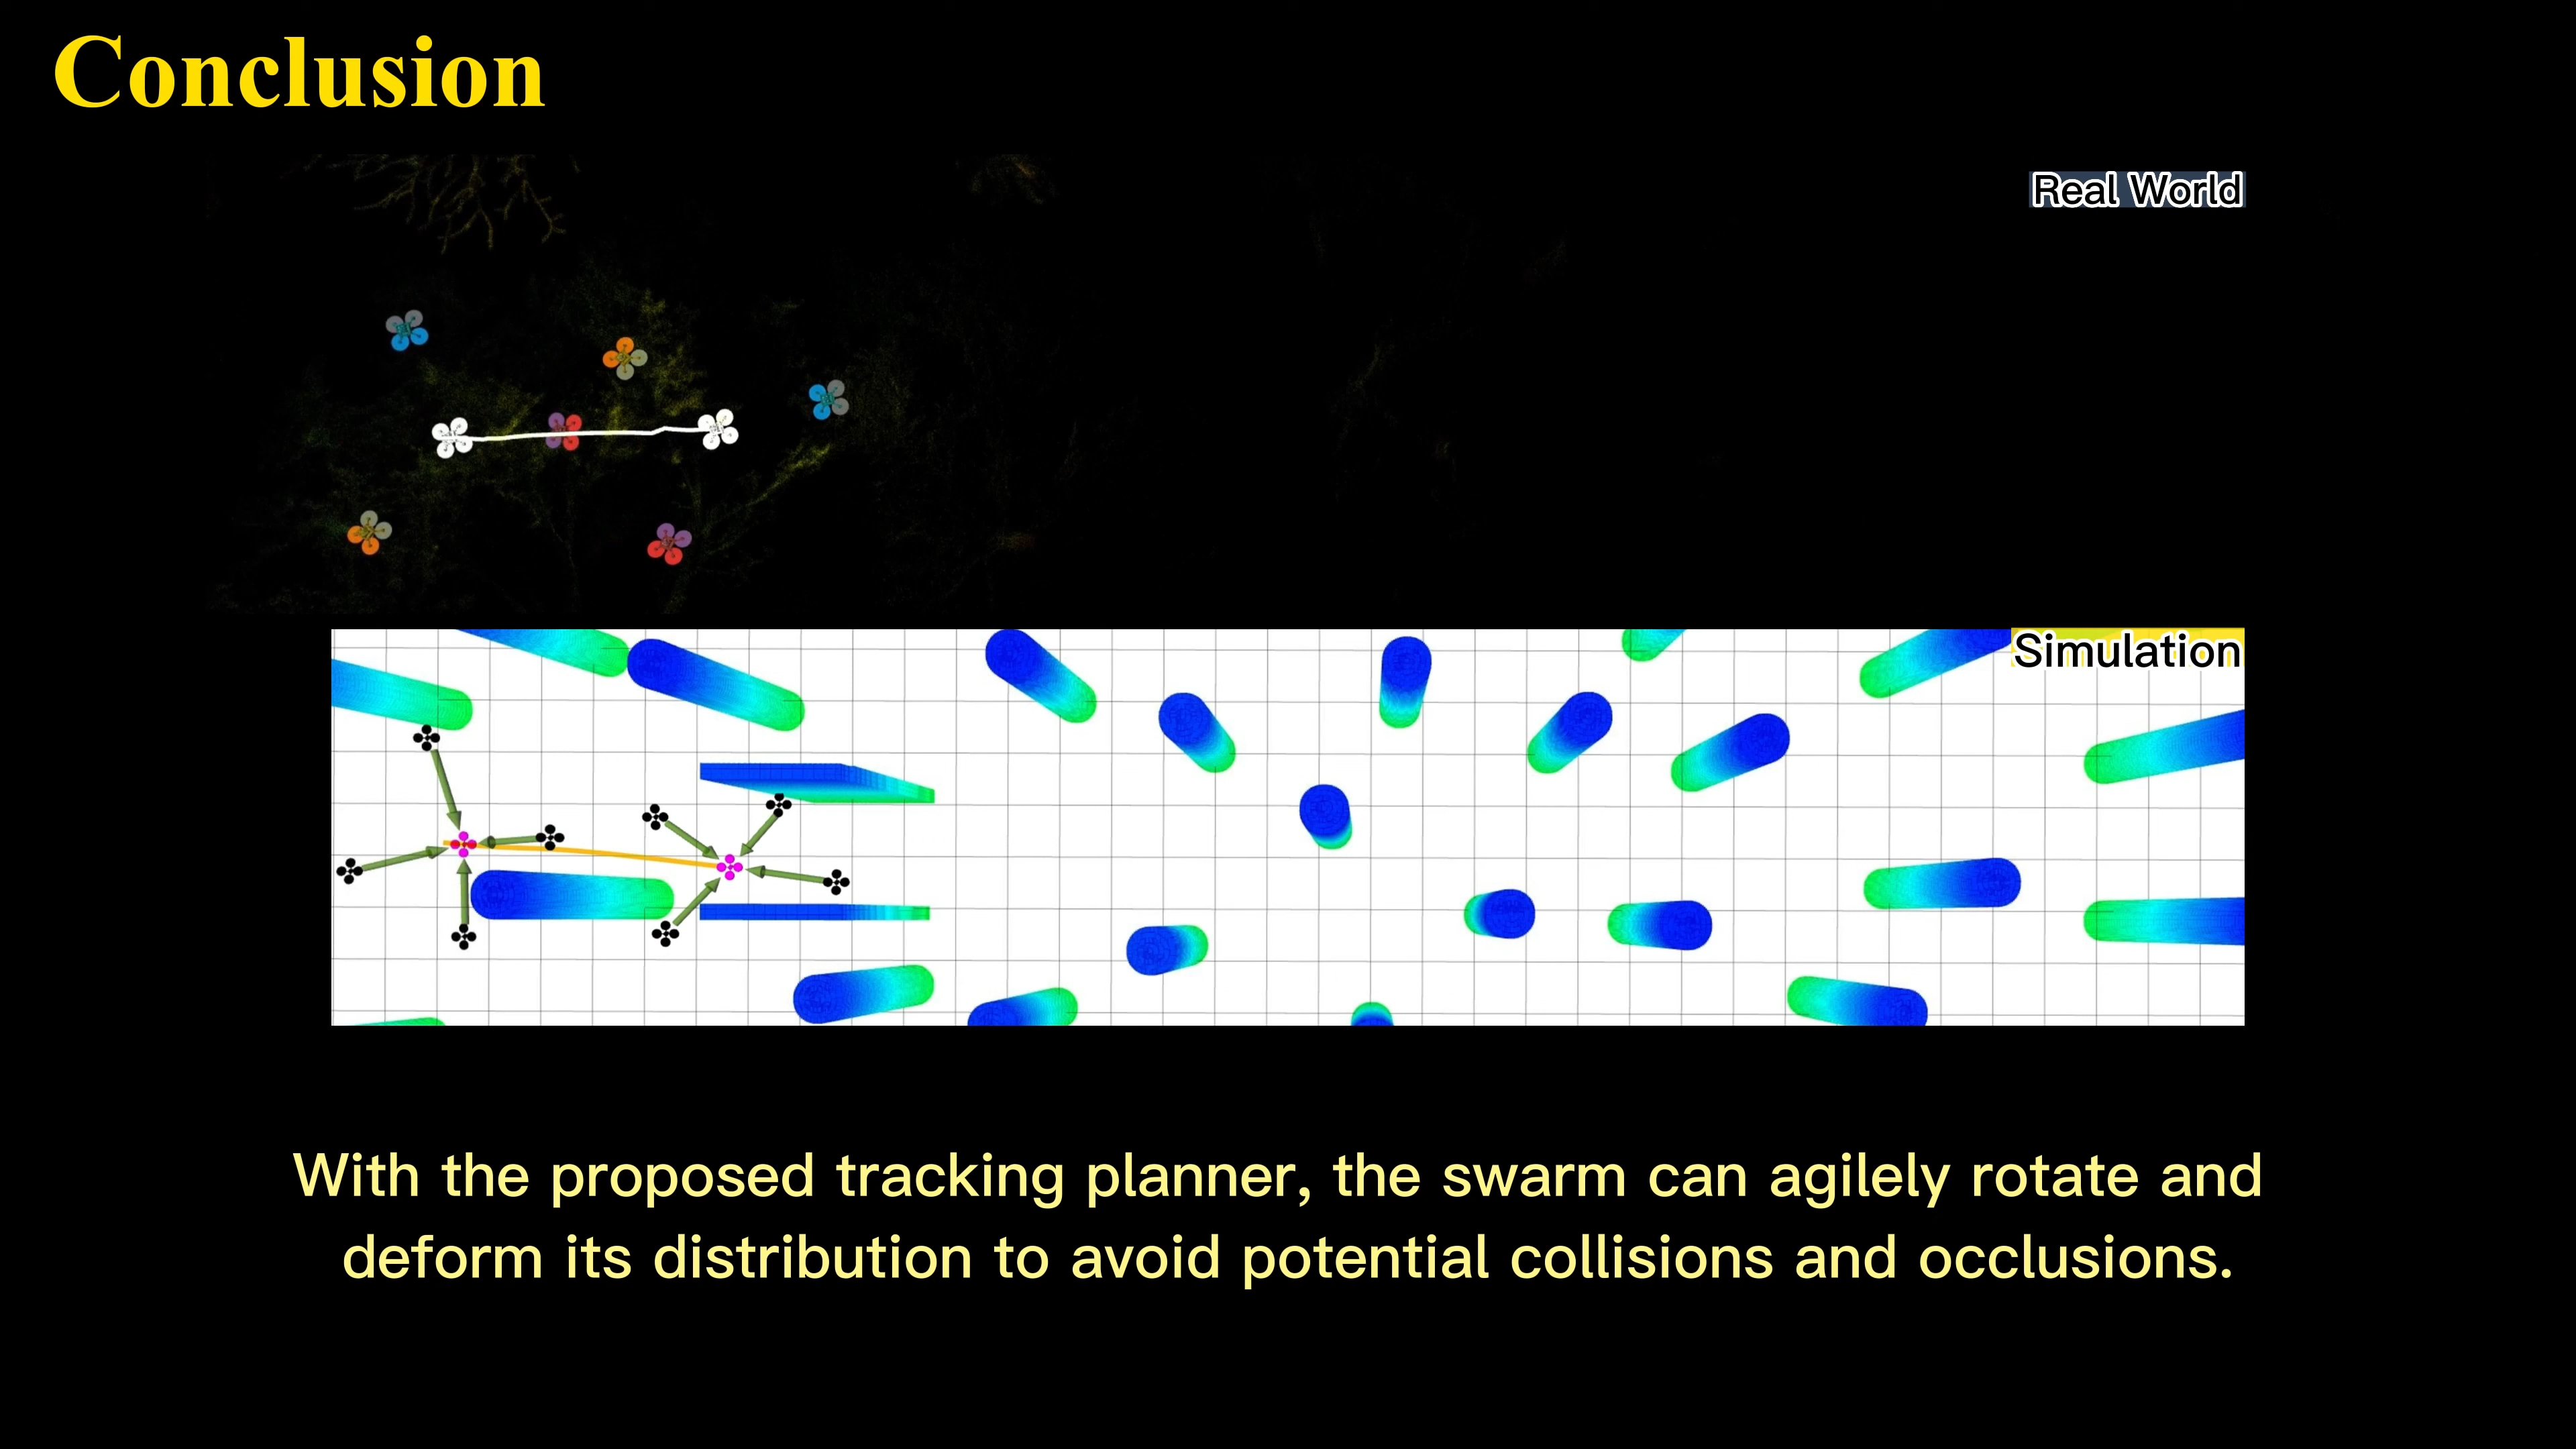 Conclusion
Real World
Simulation
With the proposed tracking planner, the swarm can agilely rotate and
deform its distribution to avoid potential collisions and occlusions.